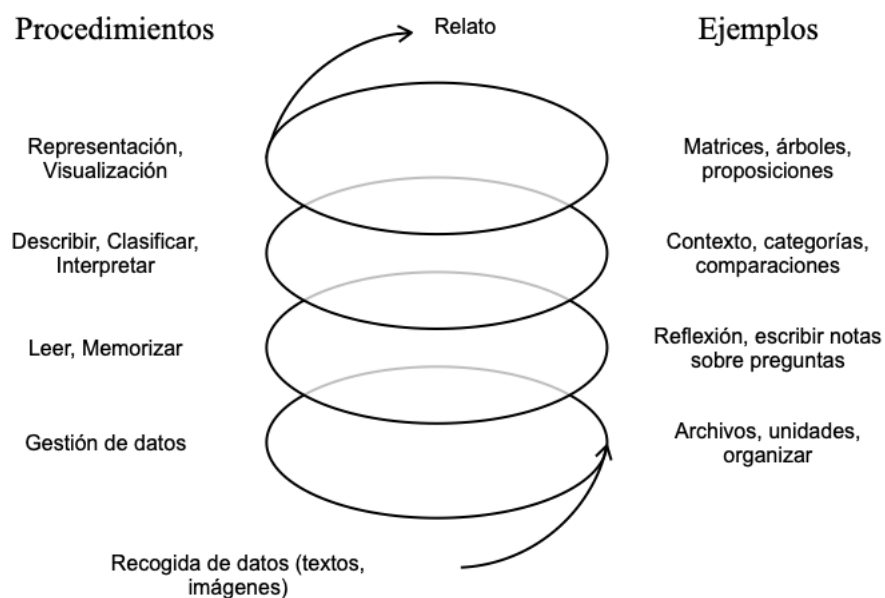 Procedimientos
Relato
Ejemplos
Representación,
Visualización
Matrices, árboles,
proposiciones
Describir, Clasificar,
Interpretar
Contexto, categorías,
comparaciones
Leer, Memorizar
Reflexión, escribir notas
sobre preguntas
Gestión de datos
Archivos, unidades,
organizar
Recogida de datos (textos,
imágenes)